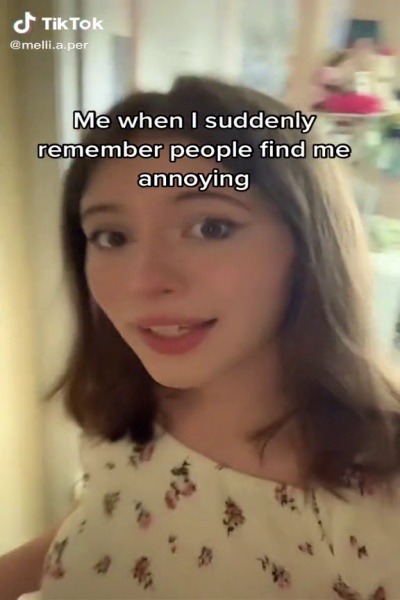 TikTok
@melli.a.per
Me when I suddenly
remember people find me
annoying